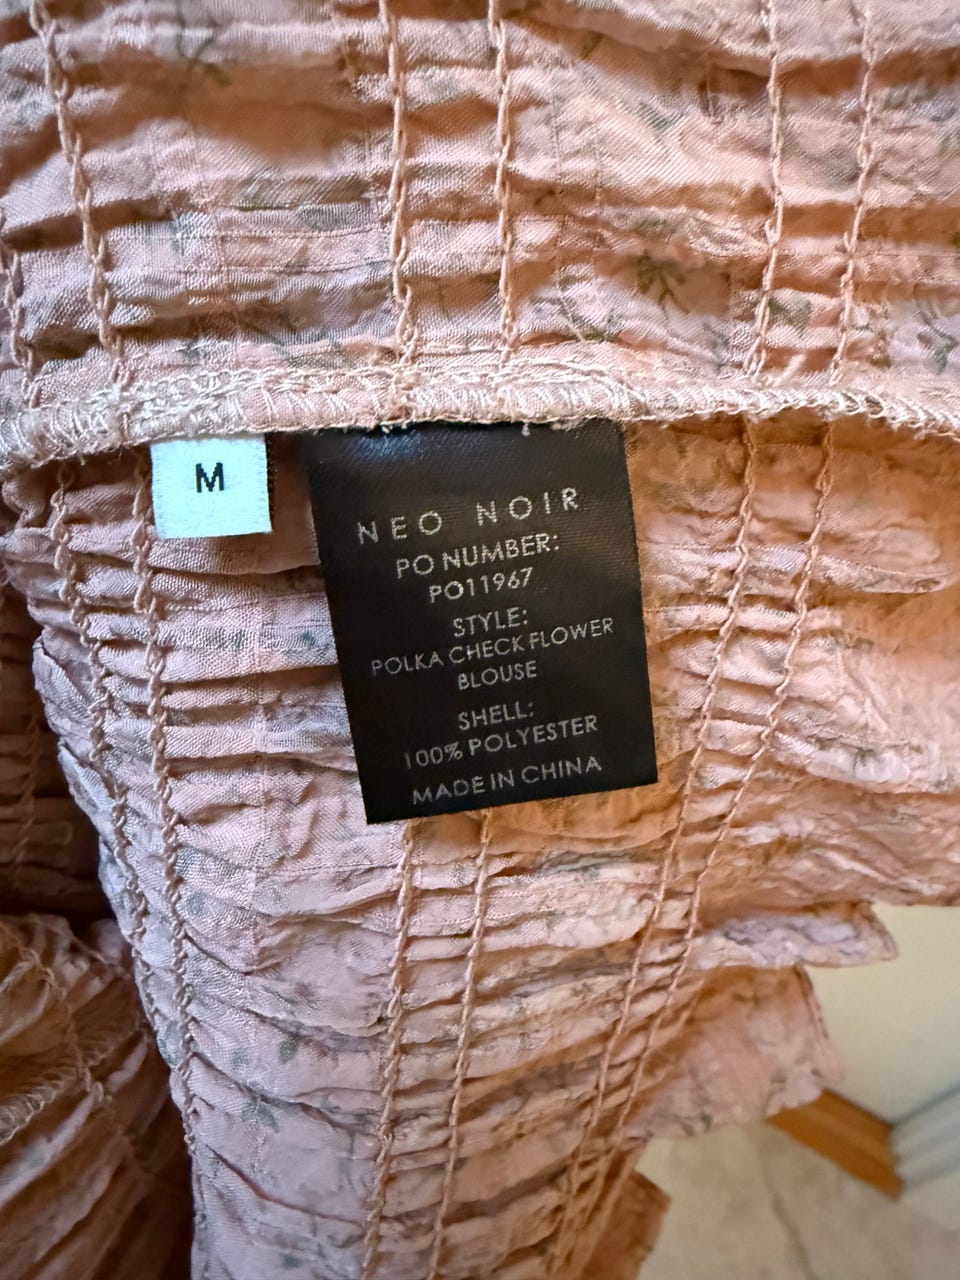 M
NEO NOIR
PO NUMBER:
PO11967
STYLE:
POLKA CHECK FLOWER
BLOUSE
SHELL:
100% POLYESTER
MADE IN CHINA